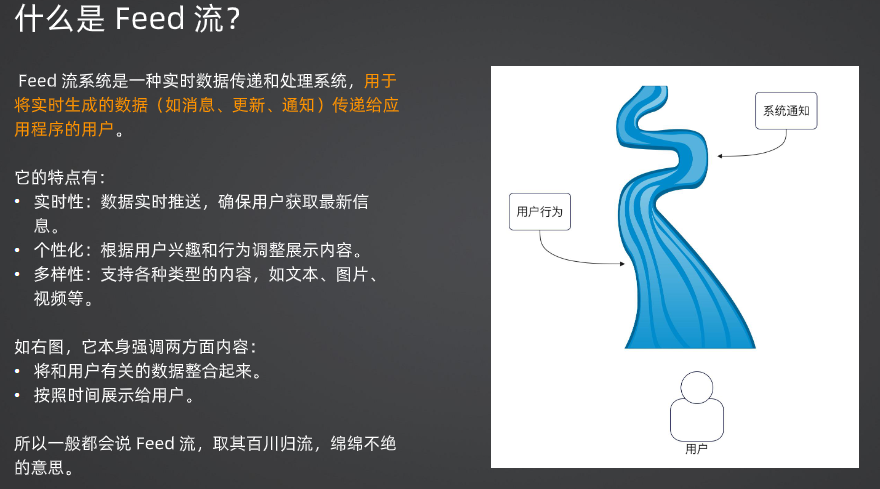 什么是 Feed 流？
Feed 流系统是一种实时数据传递和处理系统，用于
将实时生成的数据（如消息、更新、通知）传递给应
用程序的用户。
它的特点有：
• 实时性：数据实时推送，确保用户获取最新信
息。
• 个性化：根据用户兴趣和行为调整展示内容。
• 多样性：支持各种类型的内容，如文本、图片、
视频等。
如右图，它本身强调两方面内容：
• 将和用户有关的数据整合起来。
• 按照时间展示给用户。
所以一般都会说 Feed 流，取其百川归流，绵绵不绝
的意思。
系统通知
用户行为
用户